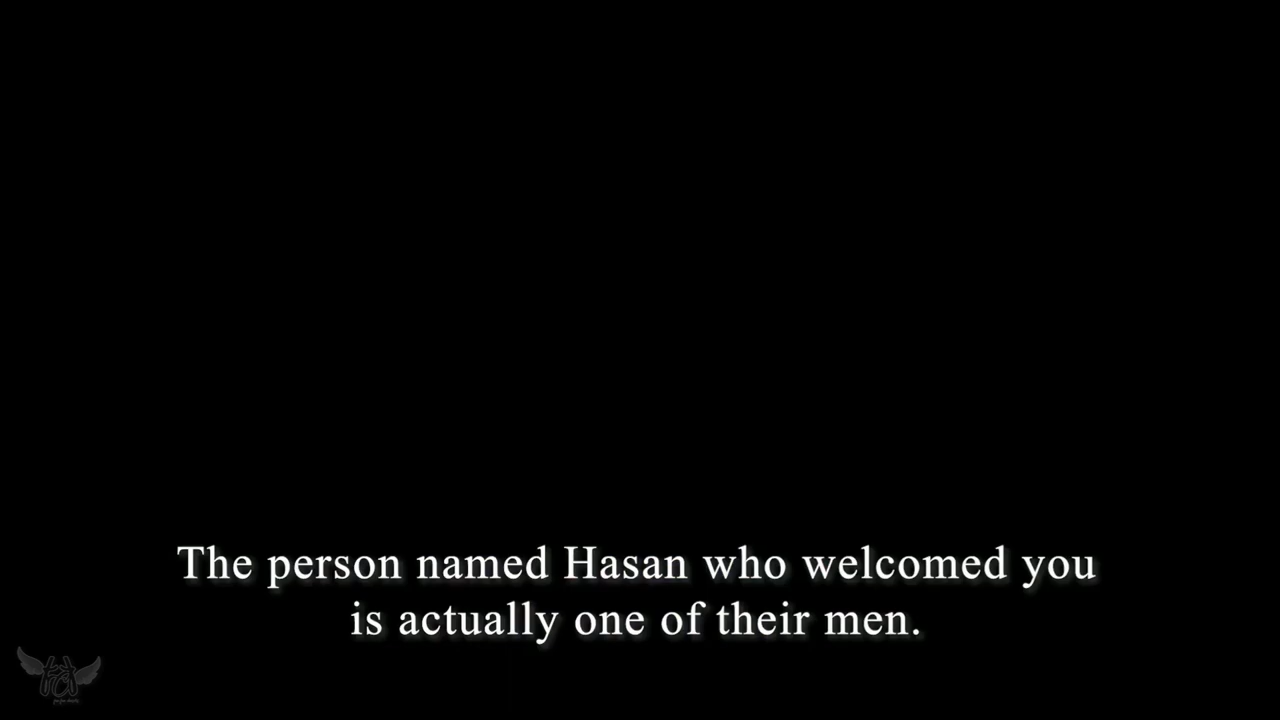 The person named Hasan who welcomed you
is actually one of their men.